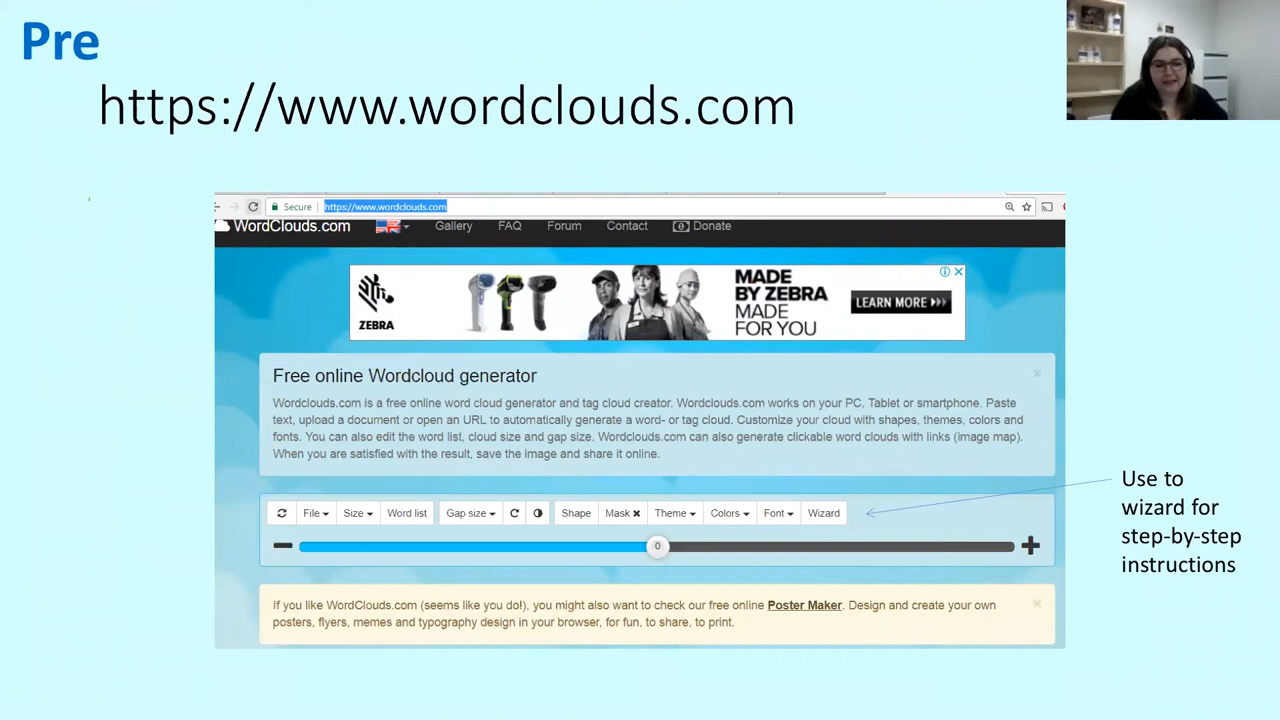 Pre
https://www.wordclouds.com
Secure https://www.wordclouds.com
WordClouds.com Gallery FAQ Forum Contact Donate
ZEBRA
MADE
BY ZEBRA
MADE
FOR YOU
LEARN MORE
Free online Wordcloud generator
Wordclouds.com is a free online word cloud generator and tag cloud creator. Wordclouds.com works on your PC, Tablet or smartphone. Paste
text, upload a document or open an URL to automatically generate a word- or tag cloud. Customize your cloud with shapes, themes, colors and
fonts. You can also edit the word list, cloud size and gap size. Wordclouds.com can also generate clickable word clouds with links (image map).
When you are satisfied with the result, save the image and share it online.
File Size Word list Gap size Shape Mask Theme Colors Font Wizard
0
If you like WordClouds.com (seems like you do!), you might also want to check our free online Poster Maker. Design and create your own
posters, flyers, memes and typography design in your browser, for fun, to share, to print.
Use to
wizard for
step-by-step
instructions